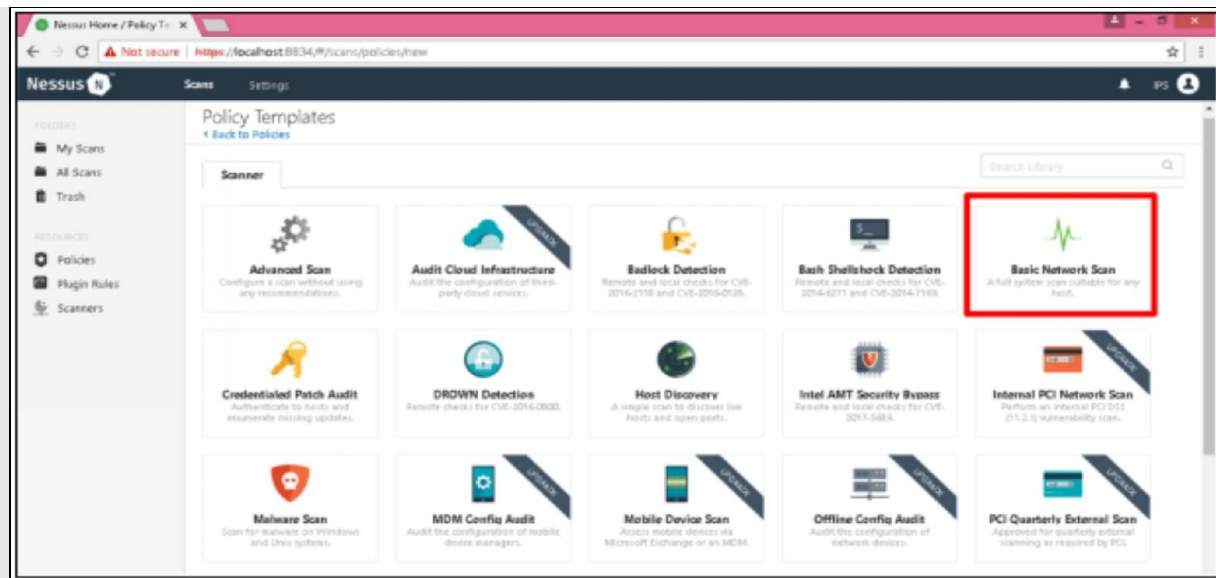 Nessus Home / Policy Te
Not secure
https://localhost:8834/#/scans/policies/new
Nessus N
Scans
Settings
IPS
FOLDERS
My Scans
All Scans
Trash
RESOURCES
Policies
Plugin Rules
Scanners
Policy Templates
Back to Policies
Scanner
Search Library
Advanced Scan
Configure a scan without using
any recommendations.
UPGRADE
Audit Cloud Infrastructure
Audit the configuration of third-
party cloud services.
Badlock Detection
Remote and local checks for CVE-
2016-2118 and CVE-2016-0128.
Bash Shellshock Detection
Remote and local checks for CVE-
2014-6271 and CVE-2014-7169.
Basic Network Scan
A full system scan suitable for any
host.
Credentialed Patch Audit
Authenticate to hosts and
enumerate missing updates.
DROWN Detection
Remote checks for CVE-2016-0800.
Host Discovery
A simple scan to discover live
hosts and open ports.
Intel AMT Security Bypass
Remote and local checks for CVE-
2017-5689.
UPGRADE
Internal PCI Network Scan
Perform an internal PCI DSS
(11.2.1) vulnerability scan.
Malware Scan
Scan for malware on Windows
and Unix systems.
UPGRADE
MDM Config Audit
Audit the configuration of mobile
device managers.
UPGRADE
Mobile Device Scan
Assess mobile devices via
Microsoft Exchange or an MDM.
UPGRADE
Offline Config Audit
Audit the configuration of
network devices.
UPGRADE
PCI Quarterly External Scan
Approved for quarterly external
scanning as required by PCI.